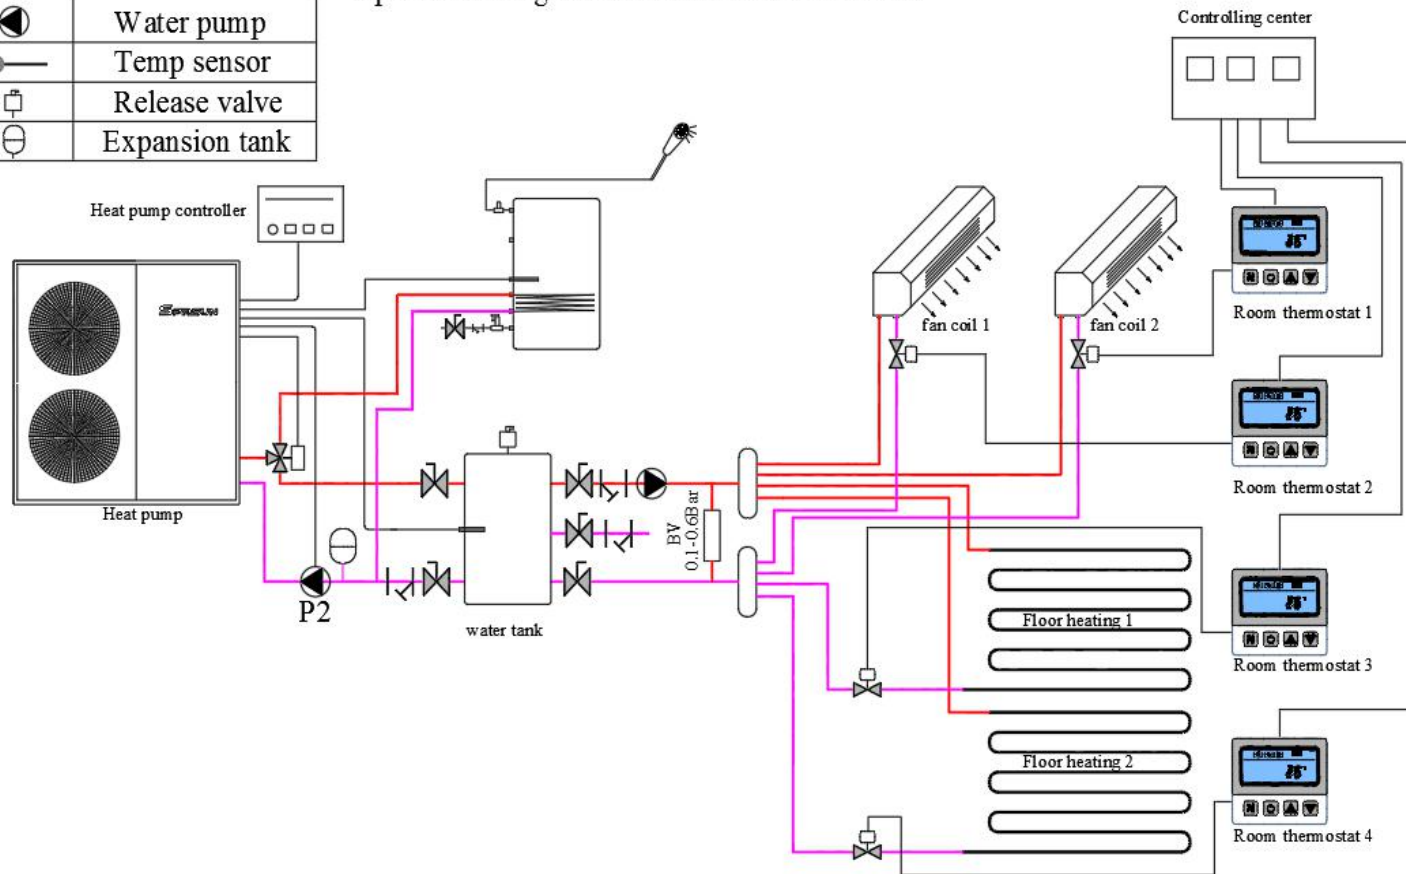 Controlling center
Water pump
Temp sensor
Release valve
Expansion tank
Heat pump controller
Room thermostat 1
fan coil 1
fan coil 2
Room thermostat 2
Heat pump
BV
0.1-0.6Bar
P2
water tank
Floor heating 1
Room thermostat 3
Floor heating 2
Room thermostat 4